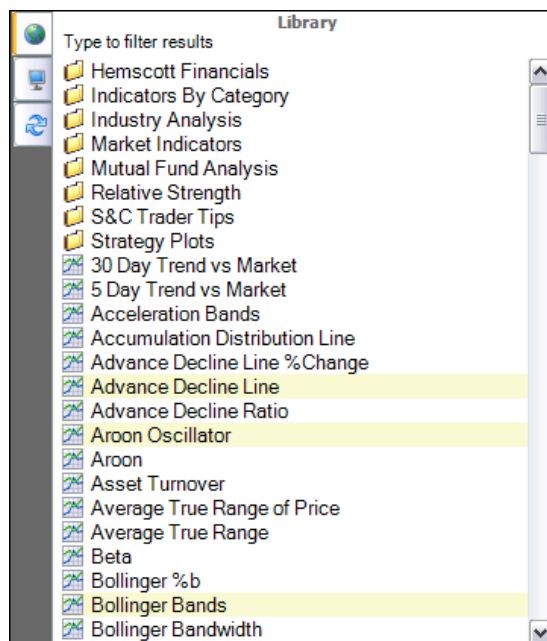 Library
Type to filter results
Hemscott Financials
Indicators By Category
Industry Analysis
Market Indicators
Mutual Fund Analysis
Relative Strength
S&C Trader Tips
Strategy Plots
30 Day Trend vs Market
5 Day Trend vs Market
Acceleration Bands
Accumulation Distribution Line
Advance Decline Line %Change
Advance Decline Line
Advance Decline Ratio
Aroon Oscillator
Aroon
Asset Turnover
Average True Range of Price
Average True Range
Beta
Bollinger %b
Bollinger Bands
Bollinger Bandwidth